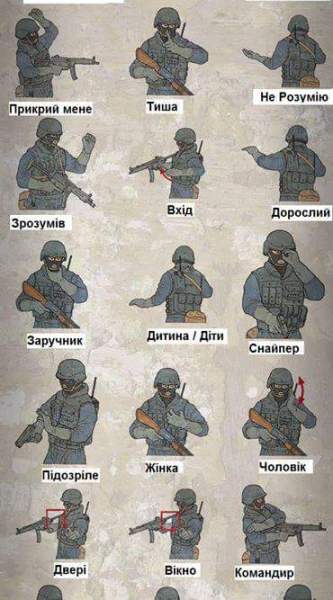 Прикрий мене
Тиша
Не Розумію
Зрозумів
Вхід
Дорослий
Заручник
Дитина / Діти
Снайпер
Підозріле
Жінка
Чоловік
Двері
Вікно
Командир